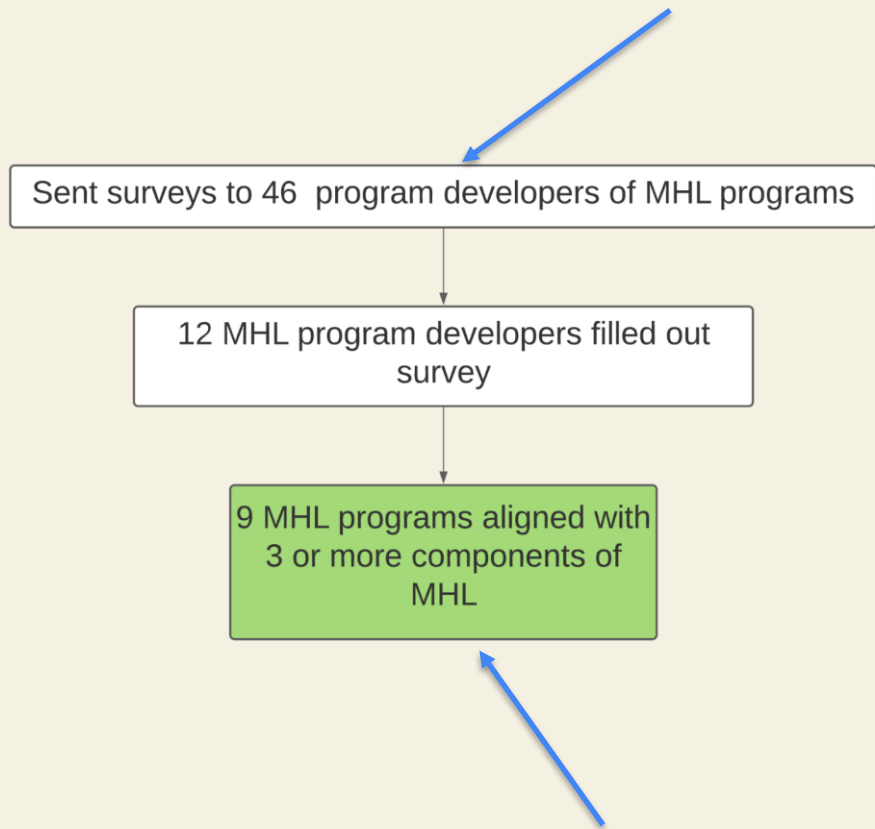 Sent surveys to 46  program developers of MHL programs
12 MHL program developers filled out
survey
9 MHL programs aligned with
3 or more components of
MHL